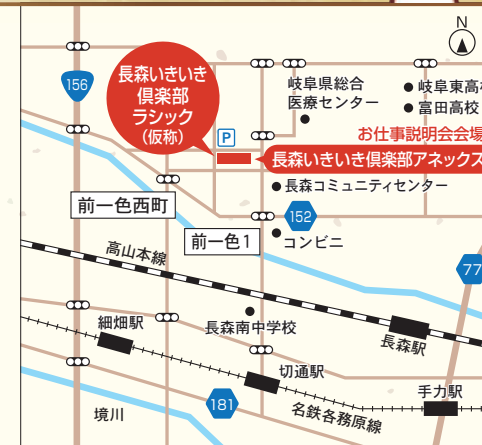 N
156
長森いきいき
倶楽部
ラシック
(仮称)
P
岐阜県総合
医療センター
岐阜東高校
富田高校
お仕事説明会会場
長森いきいき倶楽部アネックス
長森コミュニティセンター
前一色西町
152
前一色1
コンビニ
高山本線
77
細畑駅
長森南中学校
長森駅
切通駅
手力駅
181
境川
名鉄各務原線